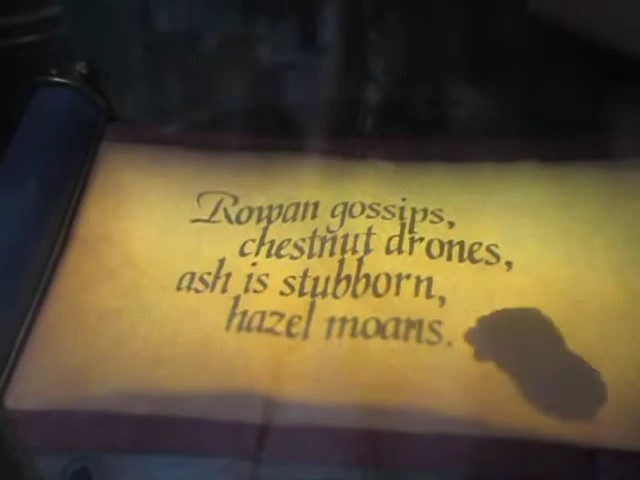 Rowan gossips,
chestnut drones,
ash is stubborn,
hazel moans.